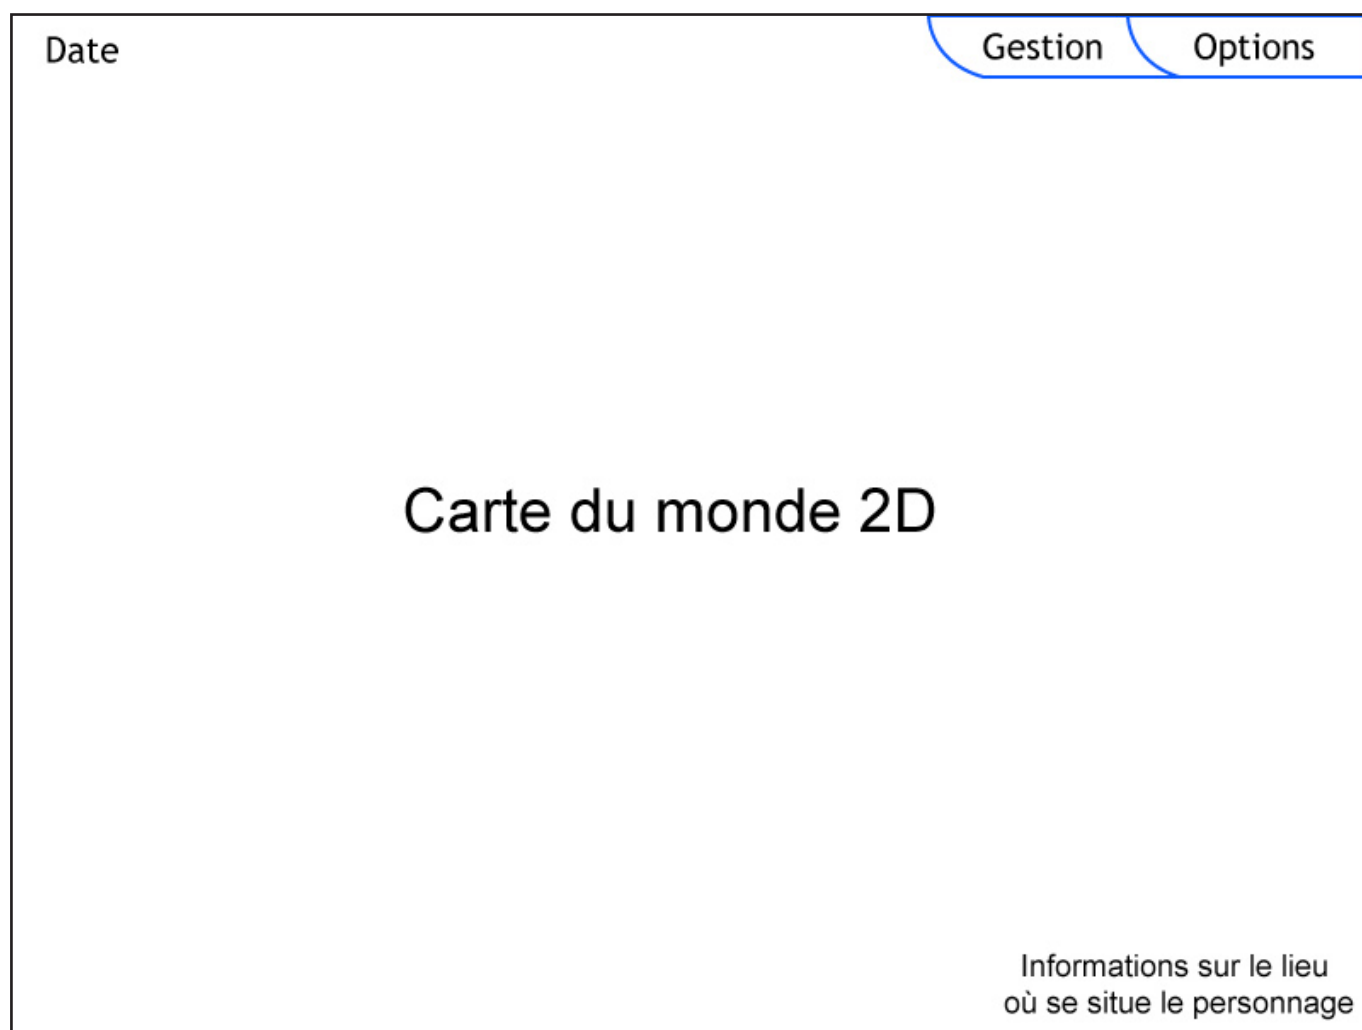 Date
Gestion
Options
Carte du monde 2D
Informations sur le lieu
où se situe le personnage